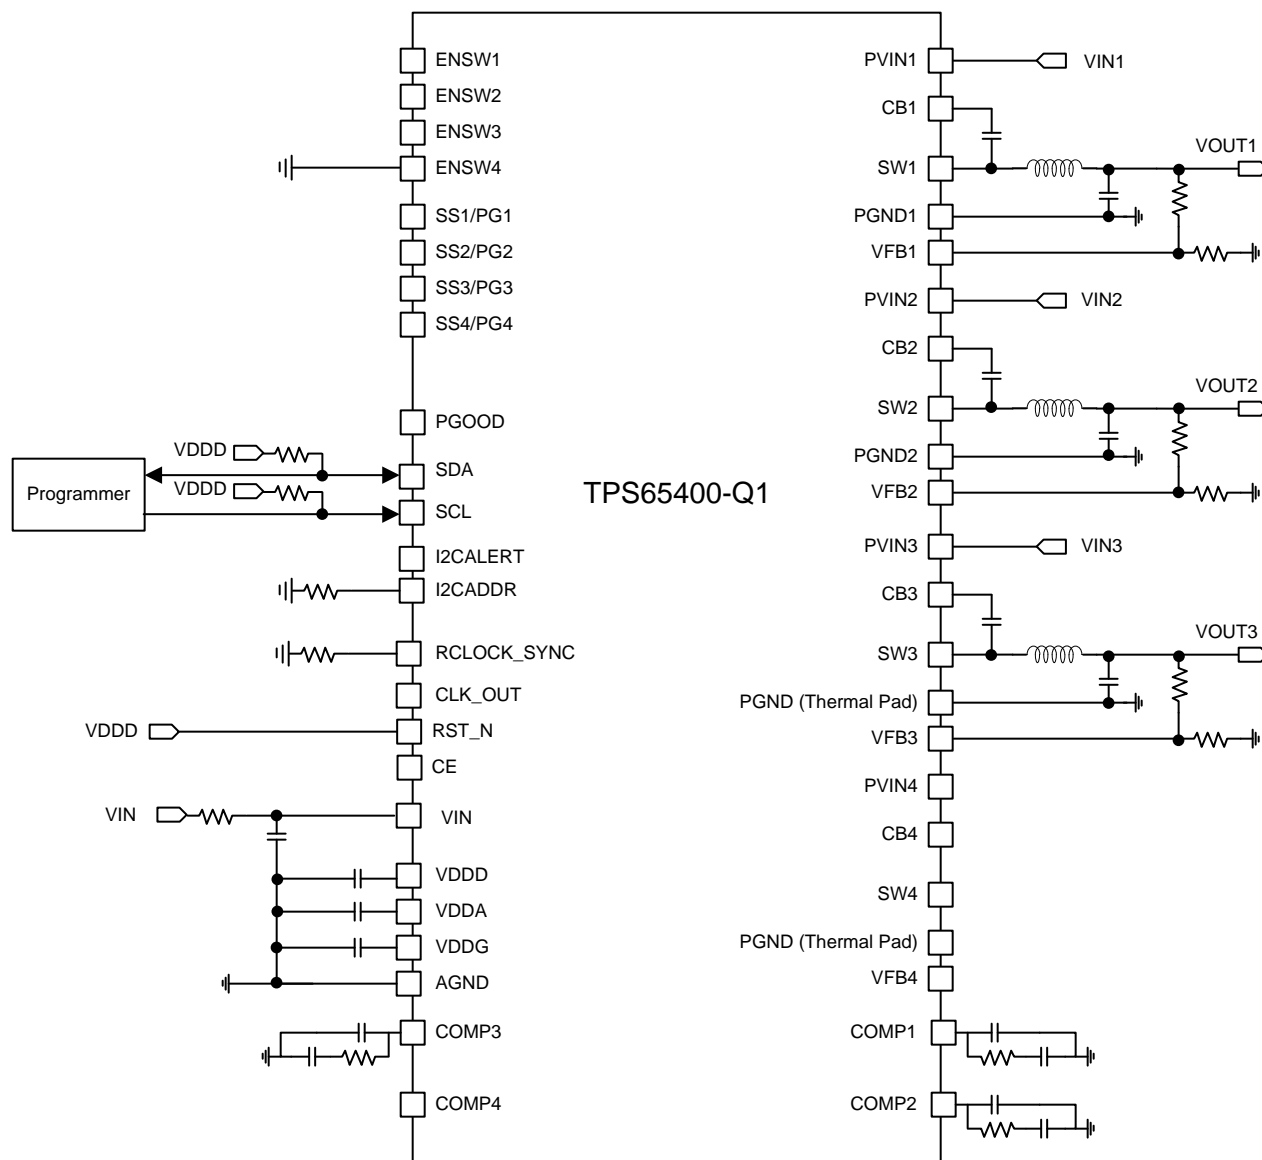 ENSW1
ENSW2
ENSW3
ENSW4
SS1/PG1
SS2/PG2
SS3/PG3
SS4/PG4
PGOOD
VDDD
SDA
Programmer
VDDD
SCL
I2CALERT
I2CADDR
RCLOCK_SYNC
CLK_OUT
VDDD
RST_N
CE
VIN
VIN
VDDD
VDDA
VDDG
AGND
COMP3
COMP4
TPS65400-Q1
PVIN1
VIN1
CB1
VOUT1
SW1
PGND1
VFB1
PVIN2
VIN2
CB2
VOUT2
SW2
PGND2
VFB2
PVIN3
VIN3
CB3
VOUT3
SW3
PGND (Thermal Pad)
VFB3
PVIN4
CB4
SW4
PGND (Thermal Pad)
VFB4
COMP1
COMP2